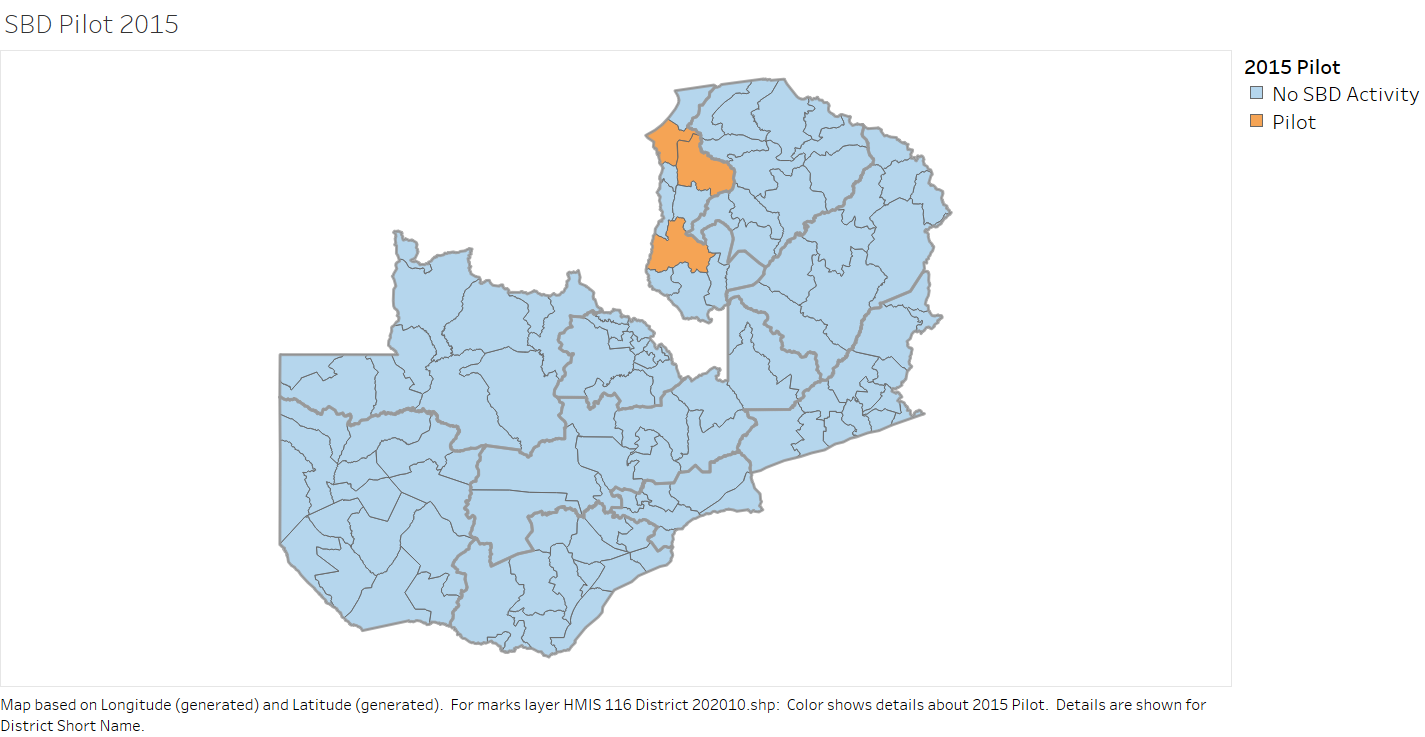 SBD Pilot 2015
2015 Pilot
No SBD Activity
Pilot
Map based on Longitude (generated) and Latitude (generated).  For marks layer HMIS 116 District 202010.shp:  Color shows details about 2015 Pilot.  Details are shown for
District Short Name.